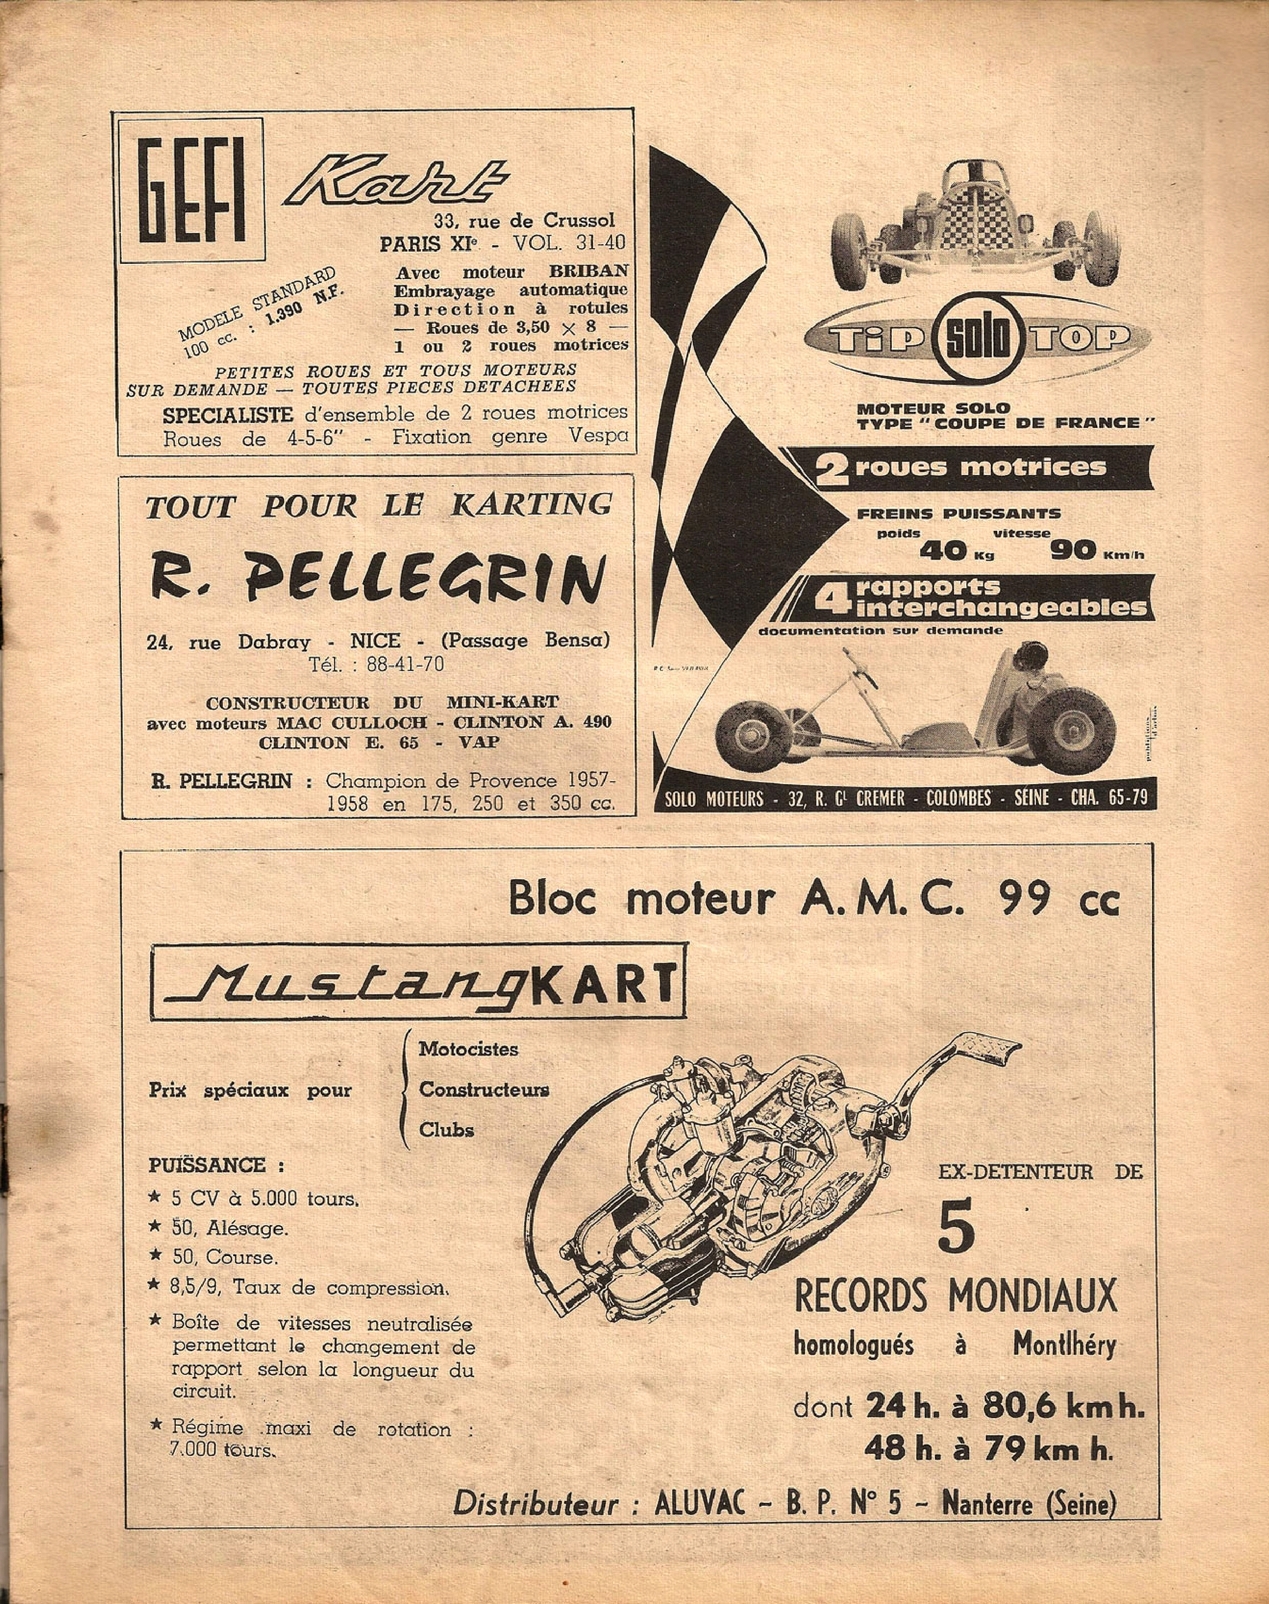 GEFI
Kart
33, rue de Crussol
PARIS XIe - VOL. 31-40
MODELE STANDARD
100 cc. : 1.390 N.F.
Avec moteur BRIBAN
Embrayage automatique
Direction à rotules
— Roues de 3,50 × 8 —
1 ou 2 roues motrices
PETITES ROUES ET TOUS MOTEURS
SUR DEMANDE — TOUTES PIECES DETACHEES
SPECIALISTE d'ensemble de 2 roues motrices
Roues de 4-5-6" - Fixation genre Vespa
TOUT POUR LE KARTING
R. PELLEGRIN
24, rue Dabray - NICE - (Passage Bensa)
Tél. : 88-41-70
CONSTRUCTEUR DU MINI-KART
avec moteurs MAC CULLOCH - CLINTON A. 490
CLINTON E. 65 - VAP
R. PELLEGRIN : Champion de Provence 1957-
1958 en 175, 250 et 350 cc.
TiP solo TOP
MOTEUR SOLO
TYPE "COUPE DE FRANCE"
2 roues motrices
FREINS PUISSANTS
poids vitesse
40 Kg 90 Km/h
4 rapports
interchangeables
documentation sur demande
SOLO MOTEURS - 32, R. Gl CREMER - COLOMBES - SEINE - CHA. 65-79
Bloc moteur A.M.C. 99 cc
Mustang KART
Prix spéciaux pour
Motocistes
Constructeurs
Clubs
PUISSANCE :
★ 5 CV à 5.000 tours.
★ 50, Alésage.
★ 50, Course.
★ 8,5/9, Taux de compression.
★ Boîte de vitesses neutralisée
permettant le changement de
rapport selon la longueur du
circuit.
★ Régime maxi de rotation :
7.000 tours.
EX-DETENTEUR DE
5
RECORDS MONDIAUX
homologués à Montlhéry
dont 24 h. à 80,6 km h.
48 h. à 79 km h.
Distributeur : ALUVAC - B. P. N° 5 - Nanterre (Seine)